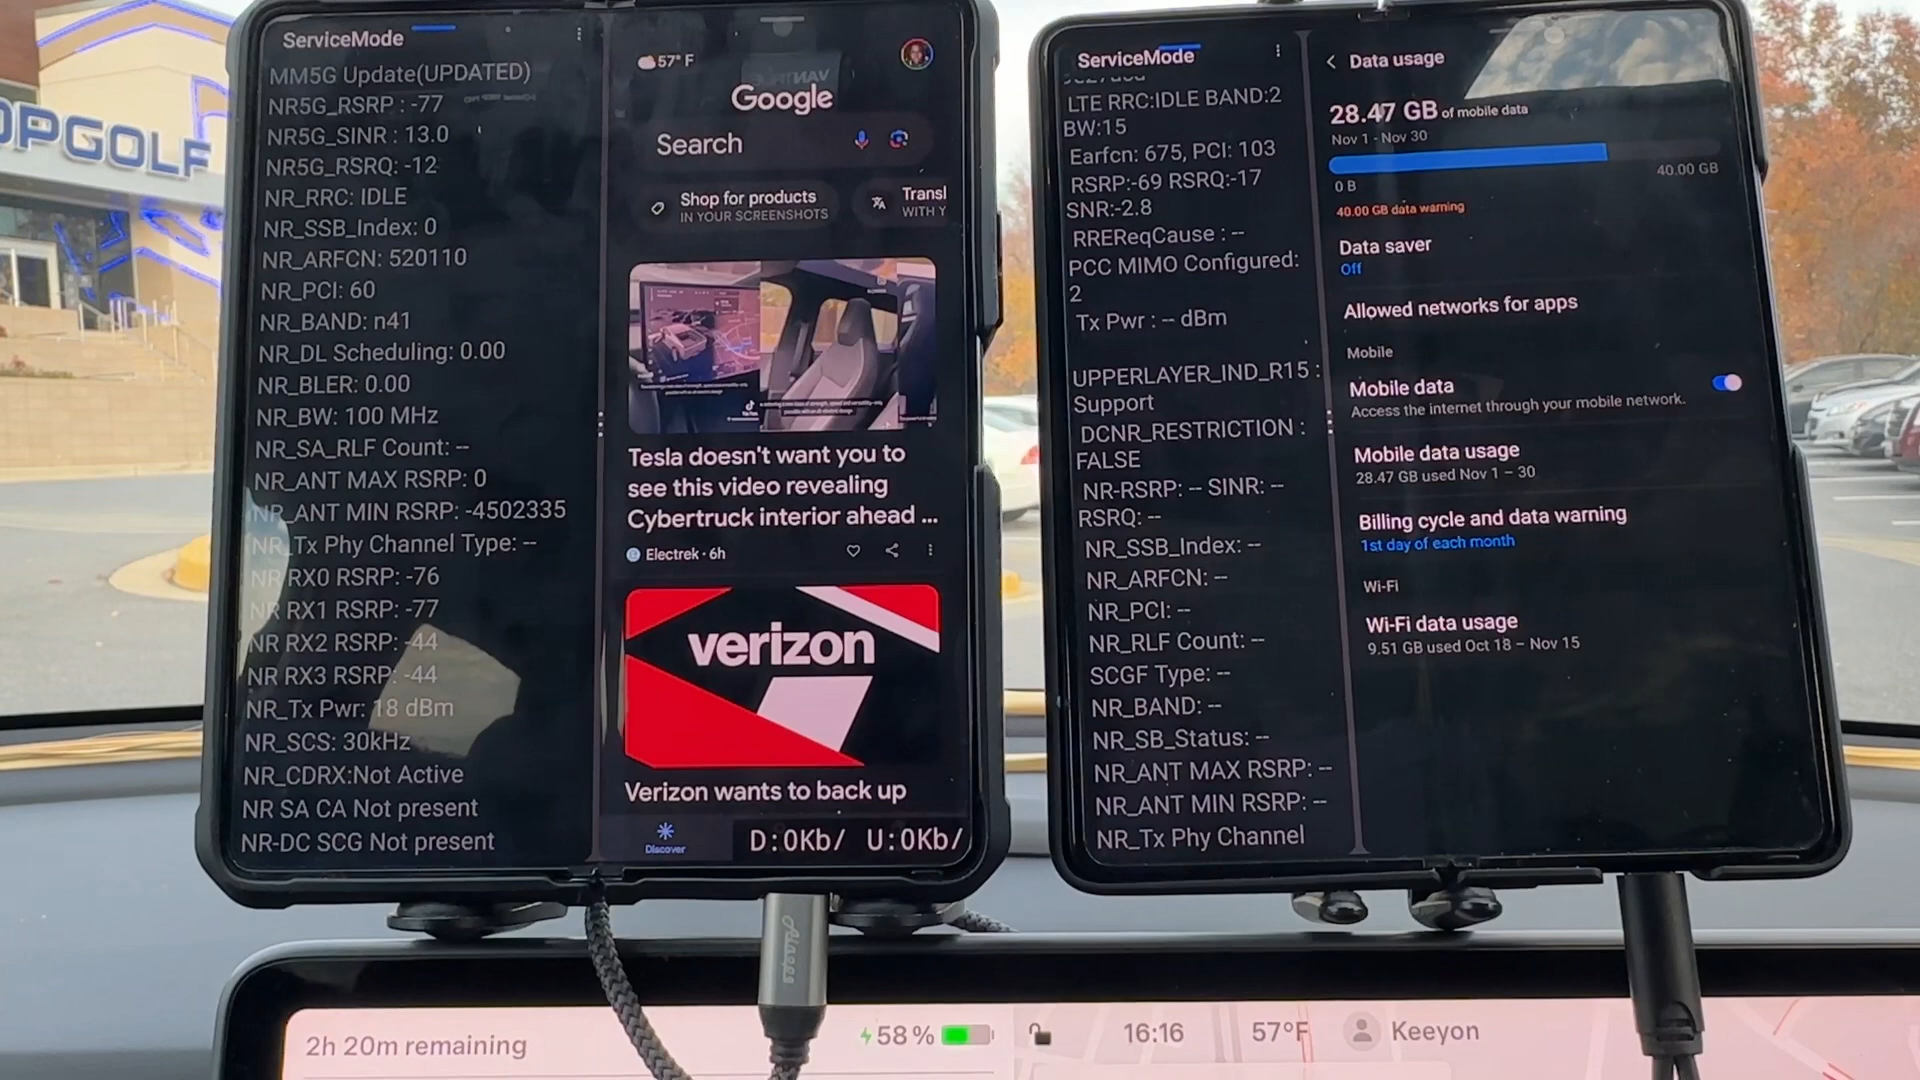 OPGOLF
ServiceMode
MM5G Update(UPDATED)
NR5G_RSRP : -77
NR5G_SINR : 13.0
NR5G_RSRQ: -12
NR_RRC: IDLE
NR_SSB_Index: 0
NR_ARFCN: 520110
NR_PCI: 60
NR_BAND: n41
NR_DL Scheduling: 0.00
NR_BLER: 0.00
NR_BW: 100 MHz
NR_SA_RLF Count: --
NR_ANT MAX RSRP: 0
NR_ANT MIN RSRP: -4502335
NR_Tx Phy Channel Type: --
NR RX0 RSRP: -76
NR RX1 RSRP: -77
NR RX2 RSRP: -44
NR RX3 RSRP: -44
NR_Tx Pwr: 18 dBm
NR_SCS: 30kHz
NR_CDRX:Not Active
NR SA CA Not present
NR-DC SCG Not present
57° F
Google
Search
Shop for products
IN YOUR SCREENSHOTS
Transl
WITH Y
Tesla doesn't want you to
see this video revealing
Cybertruck interior ahead ...
Electrek · 6h
verizon
Verizon wants to back up
Discover
D:0Kb/ U:0Kb/
ServiceMode
LTE RRC:IDLE BAND:2
BW:15
Earfcn: 675, PCI: 103
RSRP:-69 RSRQ:-17
SNR:-2.8
RREReqCause : --
PCC MIMO Configured:
2
Tx Pwr : -- dBm
UPPERLAYER_IND_R15 :
Support
DCNR_RESTRICTION :
FALSE
NR-RSRP: -- SINR: --
RSRQ: --
NR_SSB_Index: --
NR_ARFCN: --
NR_PCI: --
NR_RLF Count: --
SCGF Type: --
NR_BAND: --
NR_SB_Status: --
NR_ANT MAX RSRP: --
NR_ANT MIN RSRP: --
NR_Tx Phy Channel
Data usage
28.47 GB of mobile data
Nov 1 - Nov 30
0 B
40.00 GB
40.00 GB data warning
Data saver
Off
Allowed networks for apps
Mobile
Mobile data
Access the internet through your mobile network.
Mobile data usage
28.47 GB used Nov 1 – 30
Billing cycle and data warning
1st day of each month
Wi-Fi
Wi-Fi data usage
9.51 GB used Oct 18 – Nov 15
2h 20m remaining
58%
16:16
57°F
Keeyon